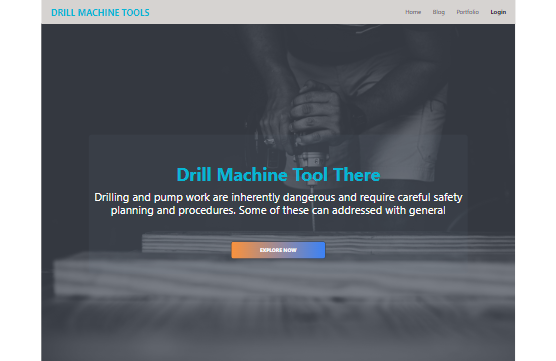 DRILL MACHINE TOOLS
Home Blog Portfolio Login
Drill Machine Tool There
Drilling and pump work are inherently dangerous and require careful safety
planning and procedures. Some of these can addressed with general
EXPLORE NOW